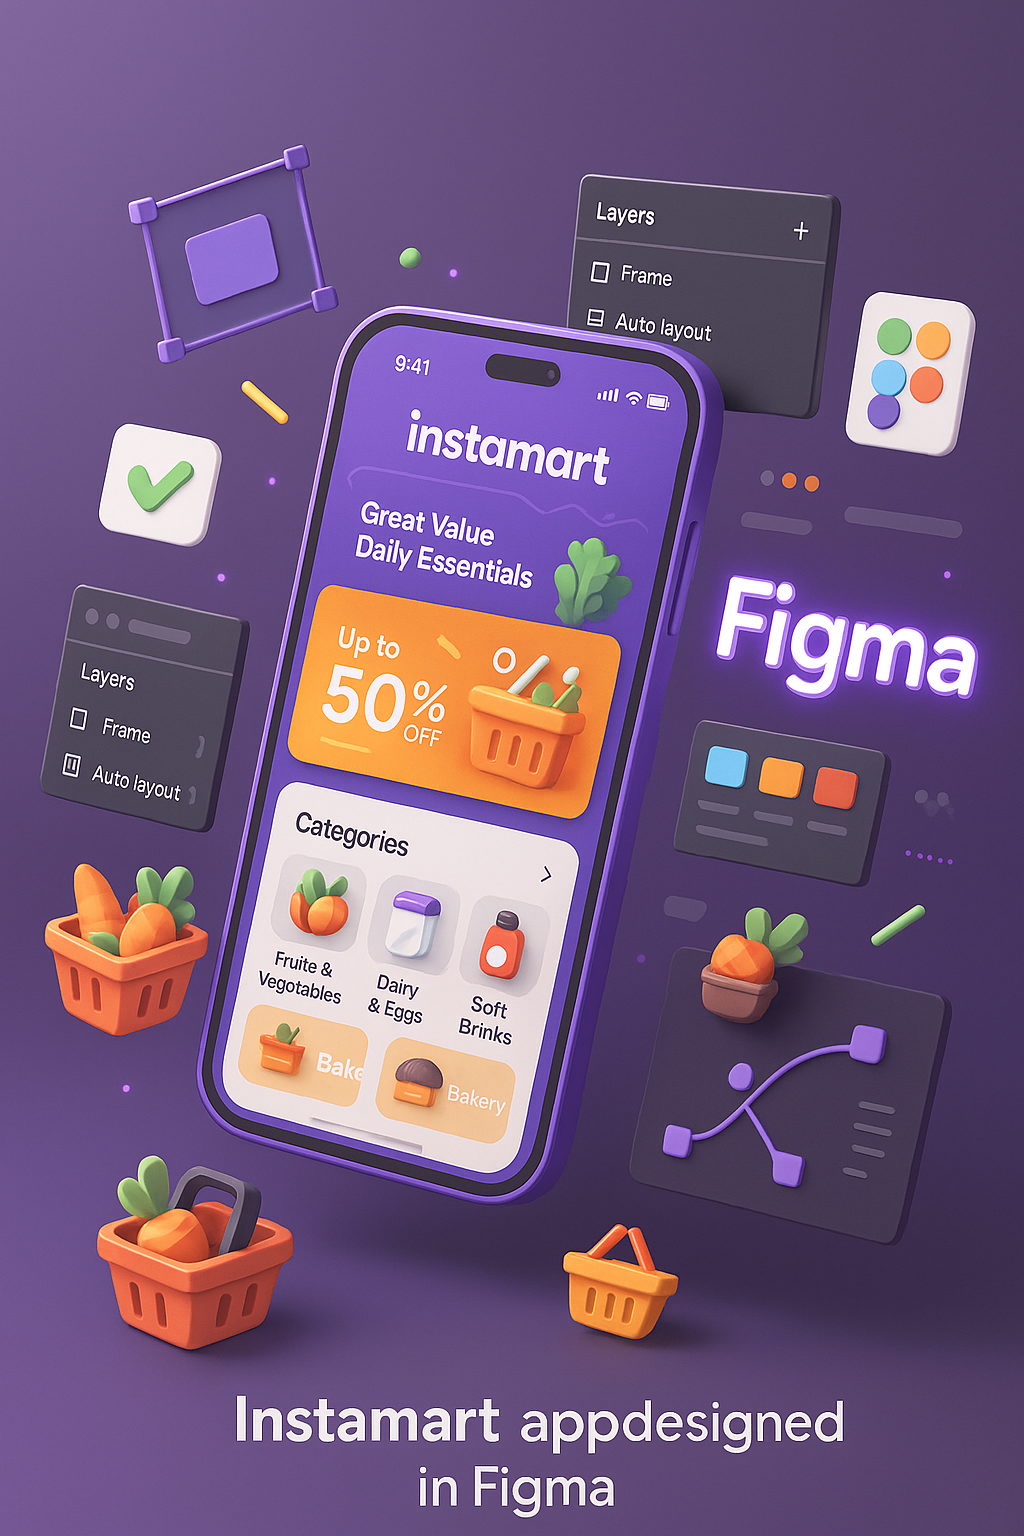 Layers
+
Frame
Auto layout
9:41
instamart
Great Value
Daily Essentials
Up to
50%
OFF
Figma
Layers
Frame
Auto layout
Categories
Fruite &
Vegotables
Dairy
& Eggs
Soft
Brinks
Bake
Bakery
Instamart appdesigned
in Figma